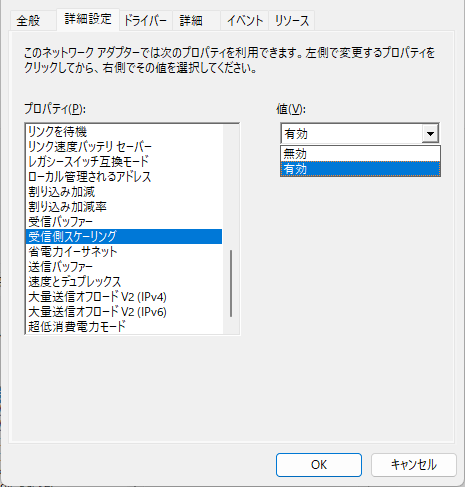 全般
詳細設定
ドライバー
詳細
イベント
リソース
このネットワーク アダプターでは次のプロパティを利用できます。左側で変更するプロパティを
クリックしてから、右側でその値を選択してください。
プロパティ(P):
値(V):
リンクを待機
リンク速度バッテリ セーバー
レガシースイッチ互換モード
ローカル管理されるアドレス
割り込み加減
割り込み加減率
受信バッファー
受信側スケーリング
省電力イーサネット
送信バッファー
速度とデュプレックス
大量送信オフロード V2 (IPv4)
大量送信オフロード V2 (IPv6)
超低消費電力モード
有効
無効
有効
OK
キャンセル